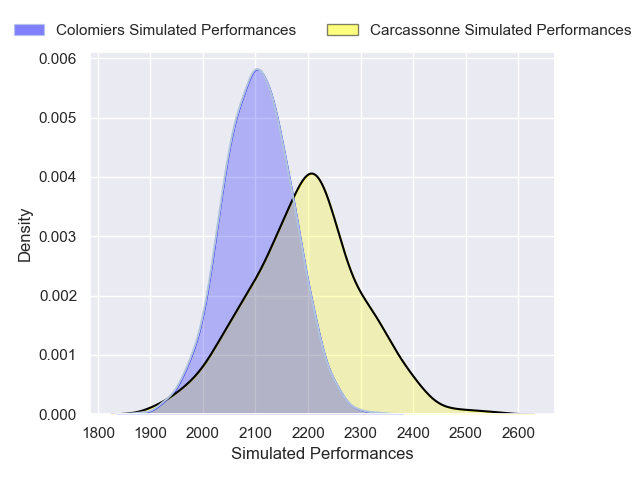 Colomiers Simulated Performances
Carcassonne Simulated Performances
0.006
0.005
0.004
0.003
0.002
0.001
0.000
Density
1800 1900 2000 2100 2200 2300 2400 2500 2600
Simulated Performances